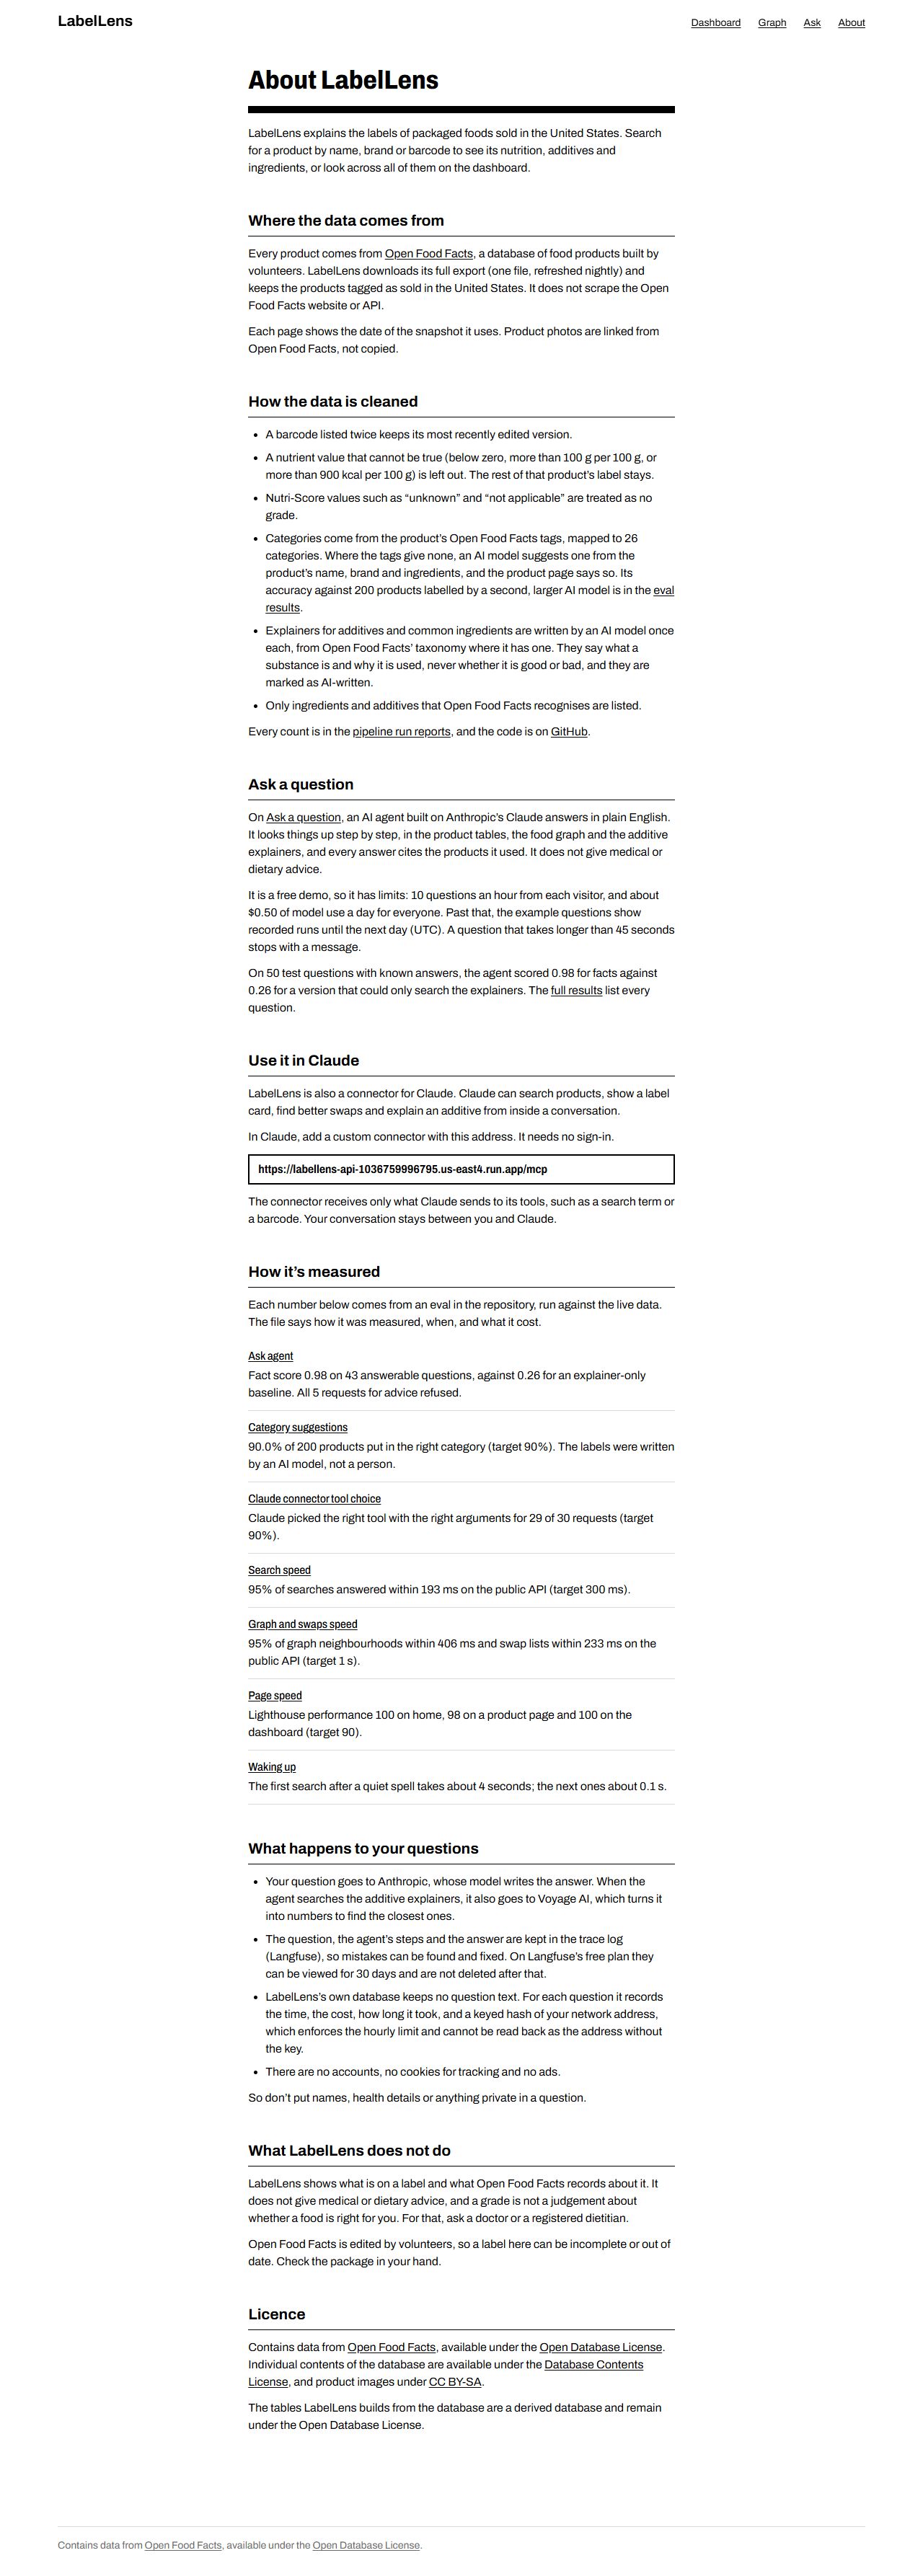 LabelLens
Dashboard Graph Ask About
About LabelLens
LabelLens explains the labels of packaged foods sold in the United States. Search
for a product by name, brand or barcode to see its nutrition, additives and
ingredients, or look across all of them on the dashboard.
Where the data comes from
Every product comes from Open Food Facts, a database of food products built by
volunteers. LabelLens downloads its full export (one file, refreshed nightly) and
keeps the products tagged as sold in the United States. It does not scrape the Open
Food Facts website or API.
Each page shows the date of the snapshot it uses. Product photos are linked from
Open Food Facts, not copied.
How the data is cleaned
• A barcode listed twice keeps its most recently edited version.
• A nutrient value that cannot be true (below zero, more than 100 g per 100 g, or
more than 900 kcal per 100 g) is left out. The rest of that product’s label stays.
• Nutri-Score values such as “unknown” and “not applicable” are treated as no
grade.
• Categories come from the product’s Open Food Facts tags, mapped to 26
categories. Where the tags give none, an AI model suggests one from the
product’s name, brand and ingredients, and the product page says so. Its
accuracy against 200 products labelled by a second, larger AI model is in the eval
results.
• Explainers for additives and common ingredients are written by an AI model once
each, from Open Food Facts’ taxonomy where it has one. They say what a
substance is and why it is used, never whether it is good or bad, and they are
marked as AI-written.
• Only ingredients and additives that Open Food Facts recognises are listed.
Every count is in the pipeline run reports, and the code is on GitHub.
Ask a question
On Ask a question, an AI agent built on Anthropic’s Claude answers in plain English.
It looks things up step by step, in the product tables, the food graph and the additive
explainers, and every answer cites the products it used. It does not give medical or
dietary advice.
It is a free demo, so it has limits: 10 questions an hour from each visitor, and about
$0.50 of model use a day for everyone. Past that, the example questions show
recorded runs until the next day (UTC). A question that takes longer than 45 seconds
stops with a message.
On 50 test questions with known answers, the agent scored 0.98 for facts against
0.26 for a version that could only search the explainers. The full results list every
question.
Use it in Claude
LabelLens is also a connector for Claude. Claude can search products, show a label
card, find better swaps and explain an additive from inside a conversation.
In Claude, add a custom connector with this address. It needs no sign-in.
https://labellens-api-1036759996795.us-east4.run.app/mcp
The connector receives only what Claude sends to its tools, such as a search term or
a barcode. Your conversation stays between you and Claude.
How it’s measured
Each number below comes from an eval in the repository, run against the live data.
The file says how it was measured, when, and what it cost.
Ask agent
Fact score 0.98 on 43 answerable questions, against 0.26 for an explainer-only
baseline. All 5 requests for advice refused.
Category suggestions
90.0% of 200 products put in the right category (target 90%). The labels were written
by an AI model, not a person.
Claude connector tool choice
Claude picked the right tool with the right arguments for 29 of 30 requests (target
90%).
Search speed
95% of searches answered within 193 ms on the public API (target 300 ms).
Graph and swaps speed
95% of graph neighbourhoods within 406 ms and swap lists within 233 ms on the
public API (target 1 s).
Page speed
Lighthouse performance 100 on home, 98 on a product page and 100 on the
dashboard (target 90).
Waking up
The first search after a quiet spell takes about 4 seconds; the next ones about 0.1 s.
What happens to your questions
• Your question goes to Anthropic, whose model writes the answer. When the
agent searches the additive explainers, it also goes to Voyage AI, which turns it
into numbers to find the closest ones.
• The question, the agent’s steps and the answer are kept in the trace log
(Langfuse), so mistakes can be found and fixed. On Langfuse’s free plan they
can be viewed for 30 days and are not deleted after that.
• LabelLens’s own database keeps no question text. For each question it records
the time, the cost, how long it took, and a keyed hash of your network address,
which enforces the hourly limit and cannot be read back as the address without
the key.
• There are no accounts, no cookies for tracking and no ads.
So don’t put names, health details or anything private in a question.
What LabelLens does not do
LabelLens shows what is on a label and what Open Food Facts records about it. It
does not give medical or dietary advice, and a grade is not a judgement about
whether a food is right for you. For that, ask a doctor or a registered dietitian.
Open Food Facts is edited by volunteers, so a label here can be incomplete or out of
date. Check the package in your hand.
Licence
Contains data from Open Food Facts, available under the Open Database License.
Individual contents of the database are available under the Database Contents
License, and product images under CC BY-SA.
The tables LabelLens builds from the database are a derived database and remain
under the Open Database License.
Contains data from Open Food Facts, available under the Open Database License.